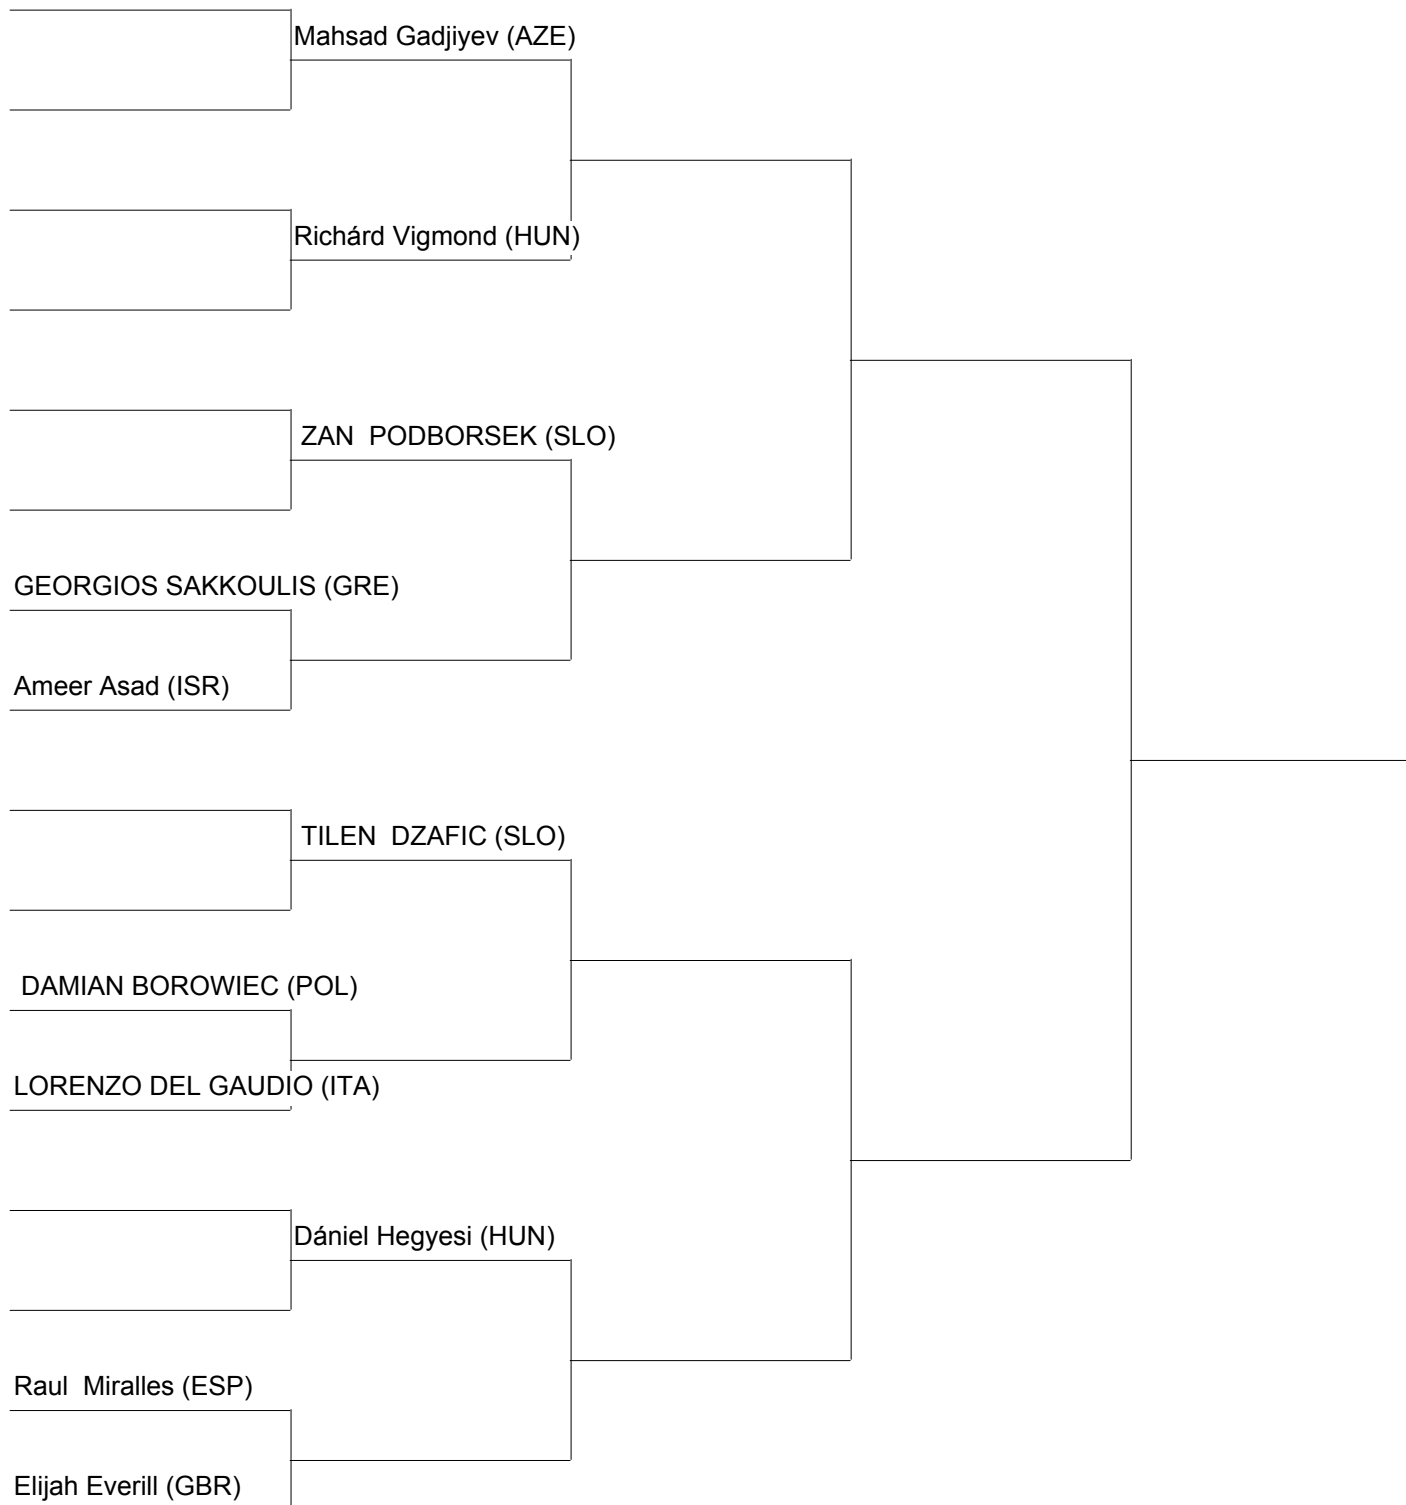 Mahsad Gadjiyev (AZE)
Richárd Vigmond (HUN)
ZAN  PODBORSEK (SLO)
GEORGIOS SAKKOULIS (GRE)
Ameer Asad (ISR)
TILEN  DZAFIC (SLO)
DAMIAN BOROWIEC (POL)
LORENZO DEL GAUDIO (ITA)
Dániel Hegyesi (HUN)
Raul  Miralles (ESP)
Elijah Everill (GBR)